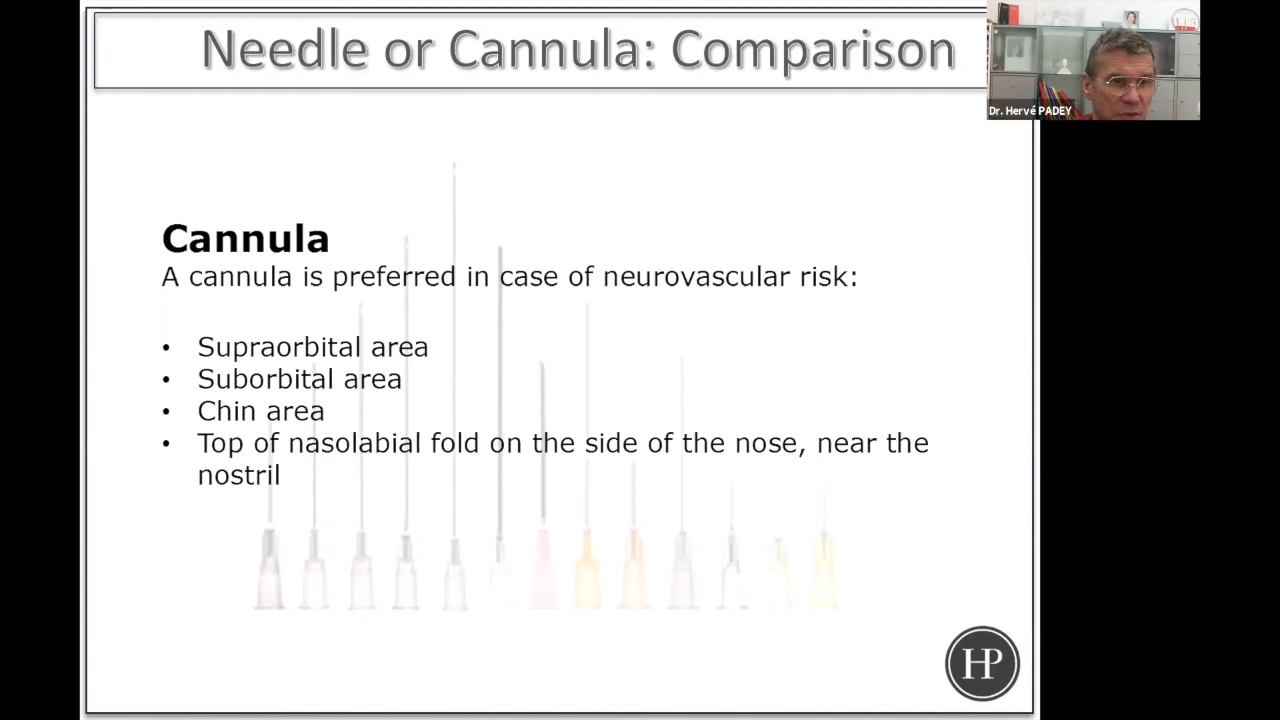 Needle or Cannula: Comparison
Dr. Hervé PADEY
Cannula
A cannula is preferred in case of neurovascular risk:
• Supraorbital area
• Suborbital area
• Chin area
• Top of nasolabial fold on the side of the nose, near the
nostril
HP